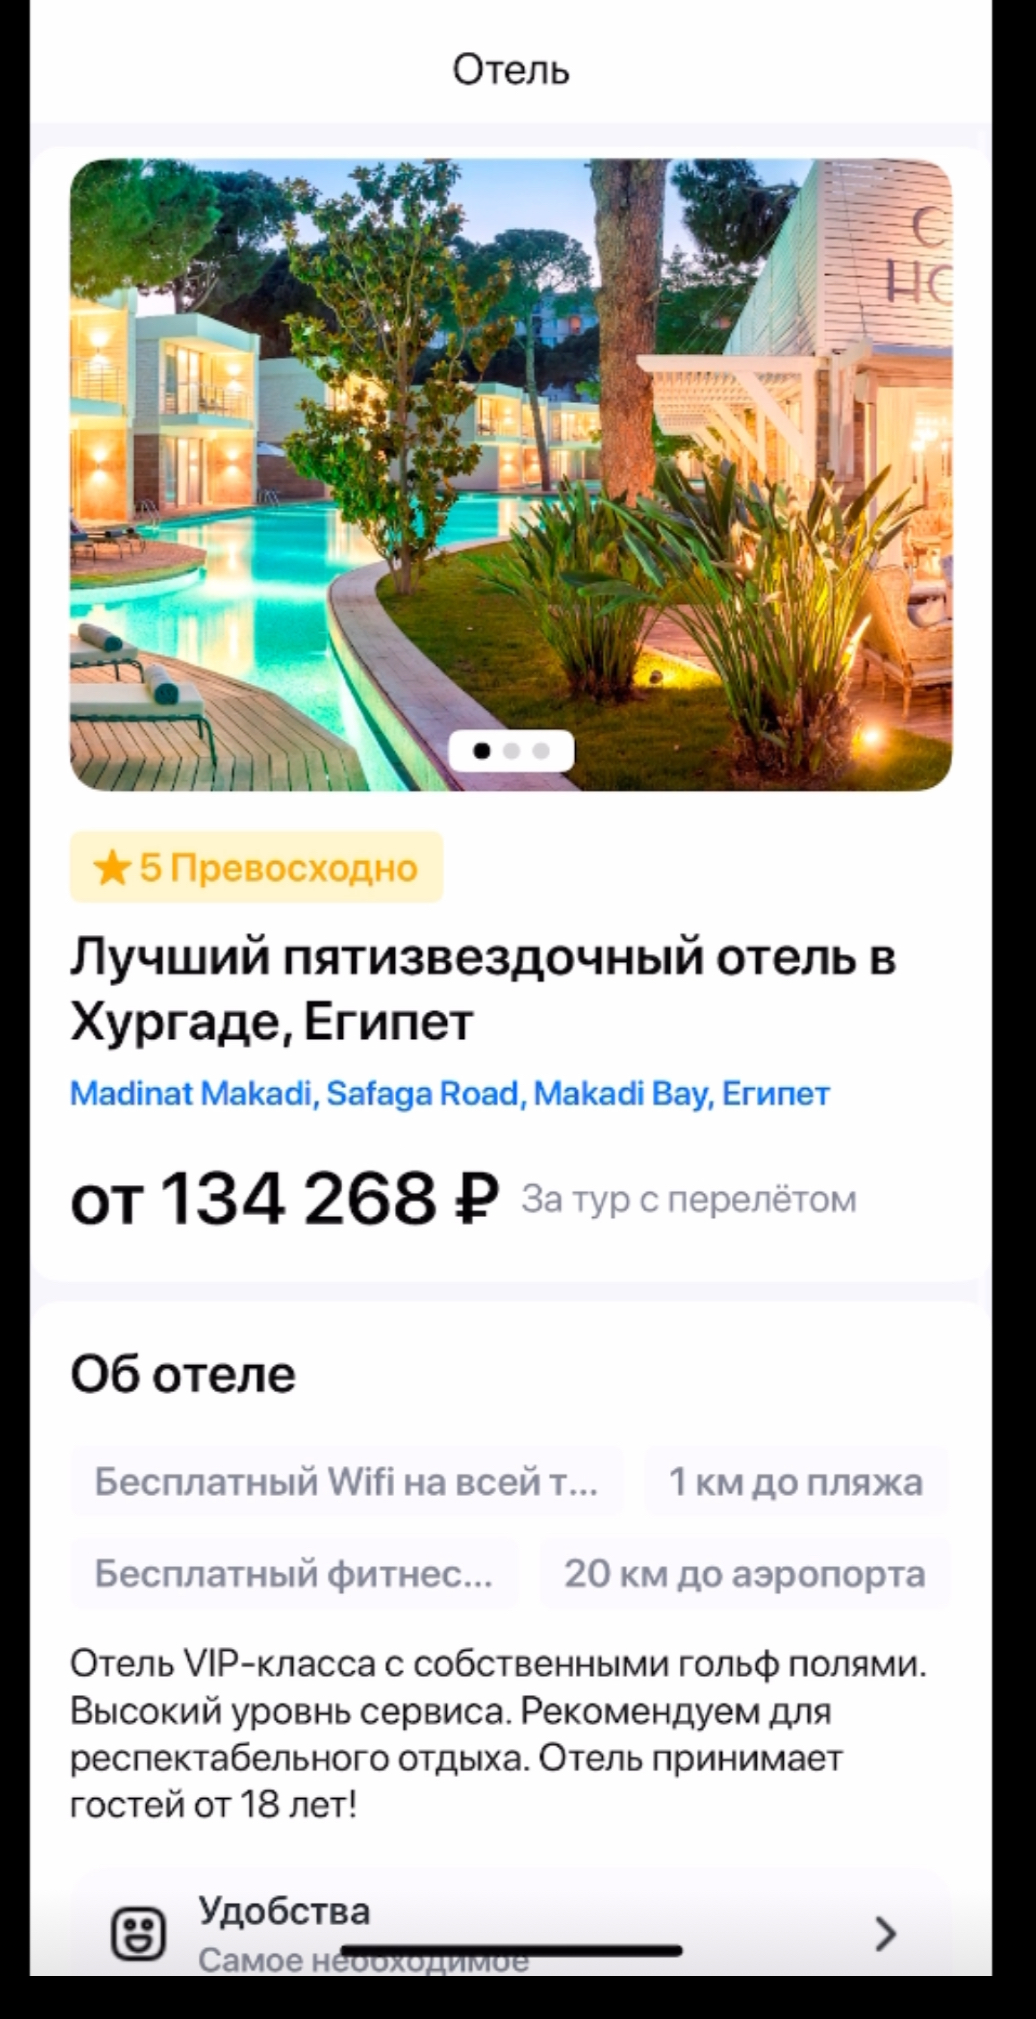 Отель
C
HO
5 Превосходно
Лучший пятизвездочный отель в
Хургаде, Египет
Madinat Makadi, Safaga Road, Makadi Bay, Египет
от 134 268 ₽ За тур с перелётом
Об отеле
Бесплатный Wifi на всей т... 1 км до пляжа
Бесплатный фитнес... 20 км до аэропорта
Отель VIP-класса с собственными гольф полями.
Высокий уровнь сервиса. Рекомендуем для
респектабельного отдыха. Отель принимает
гостей от 18 лет!
Удобства
Самое необходимое